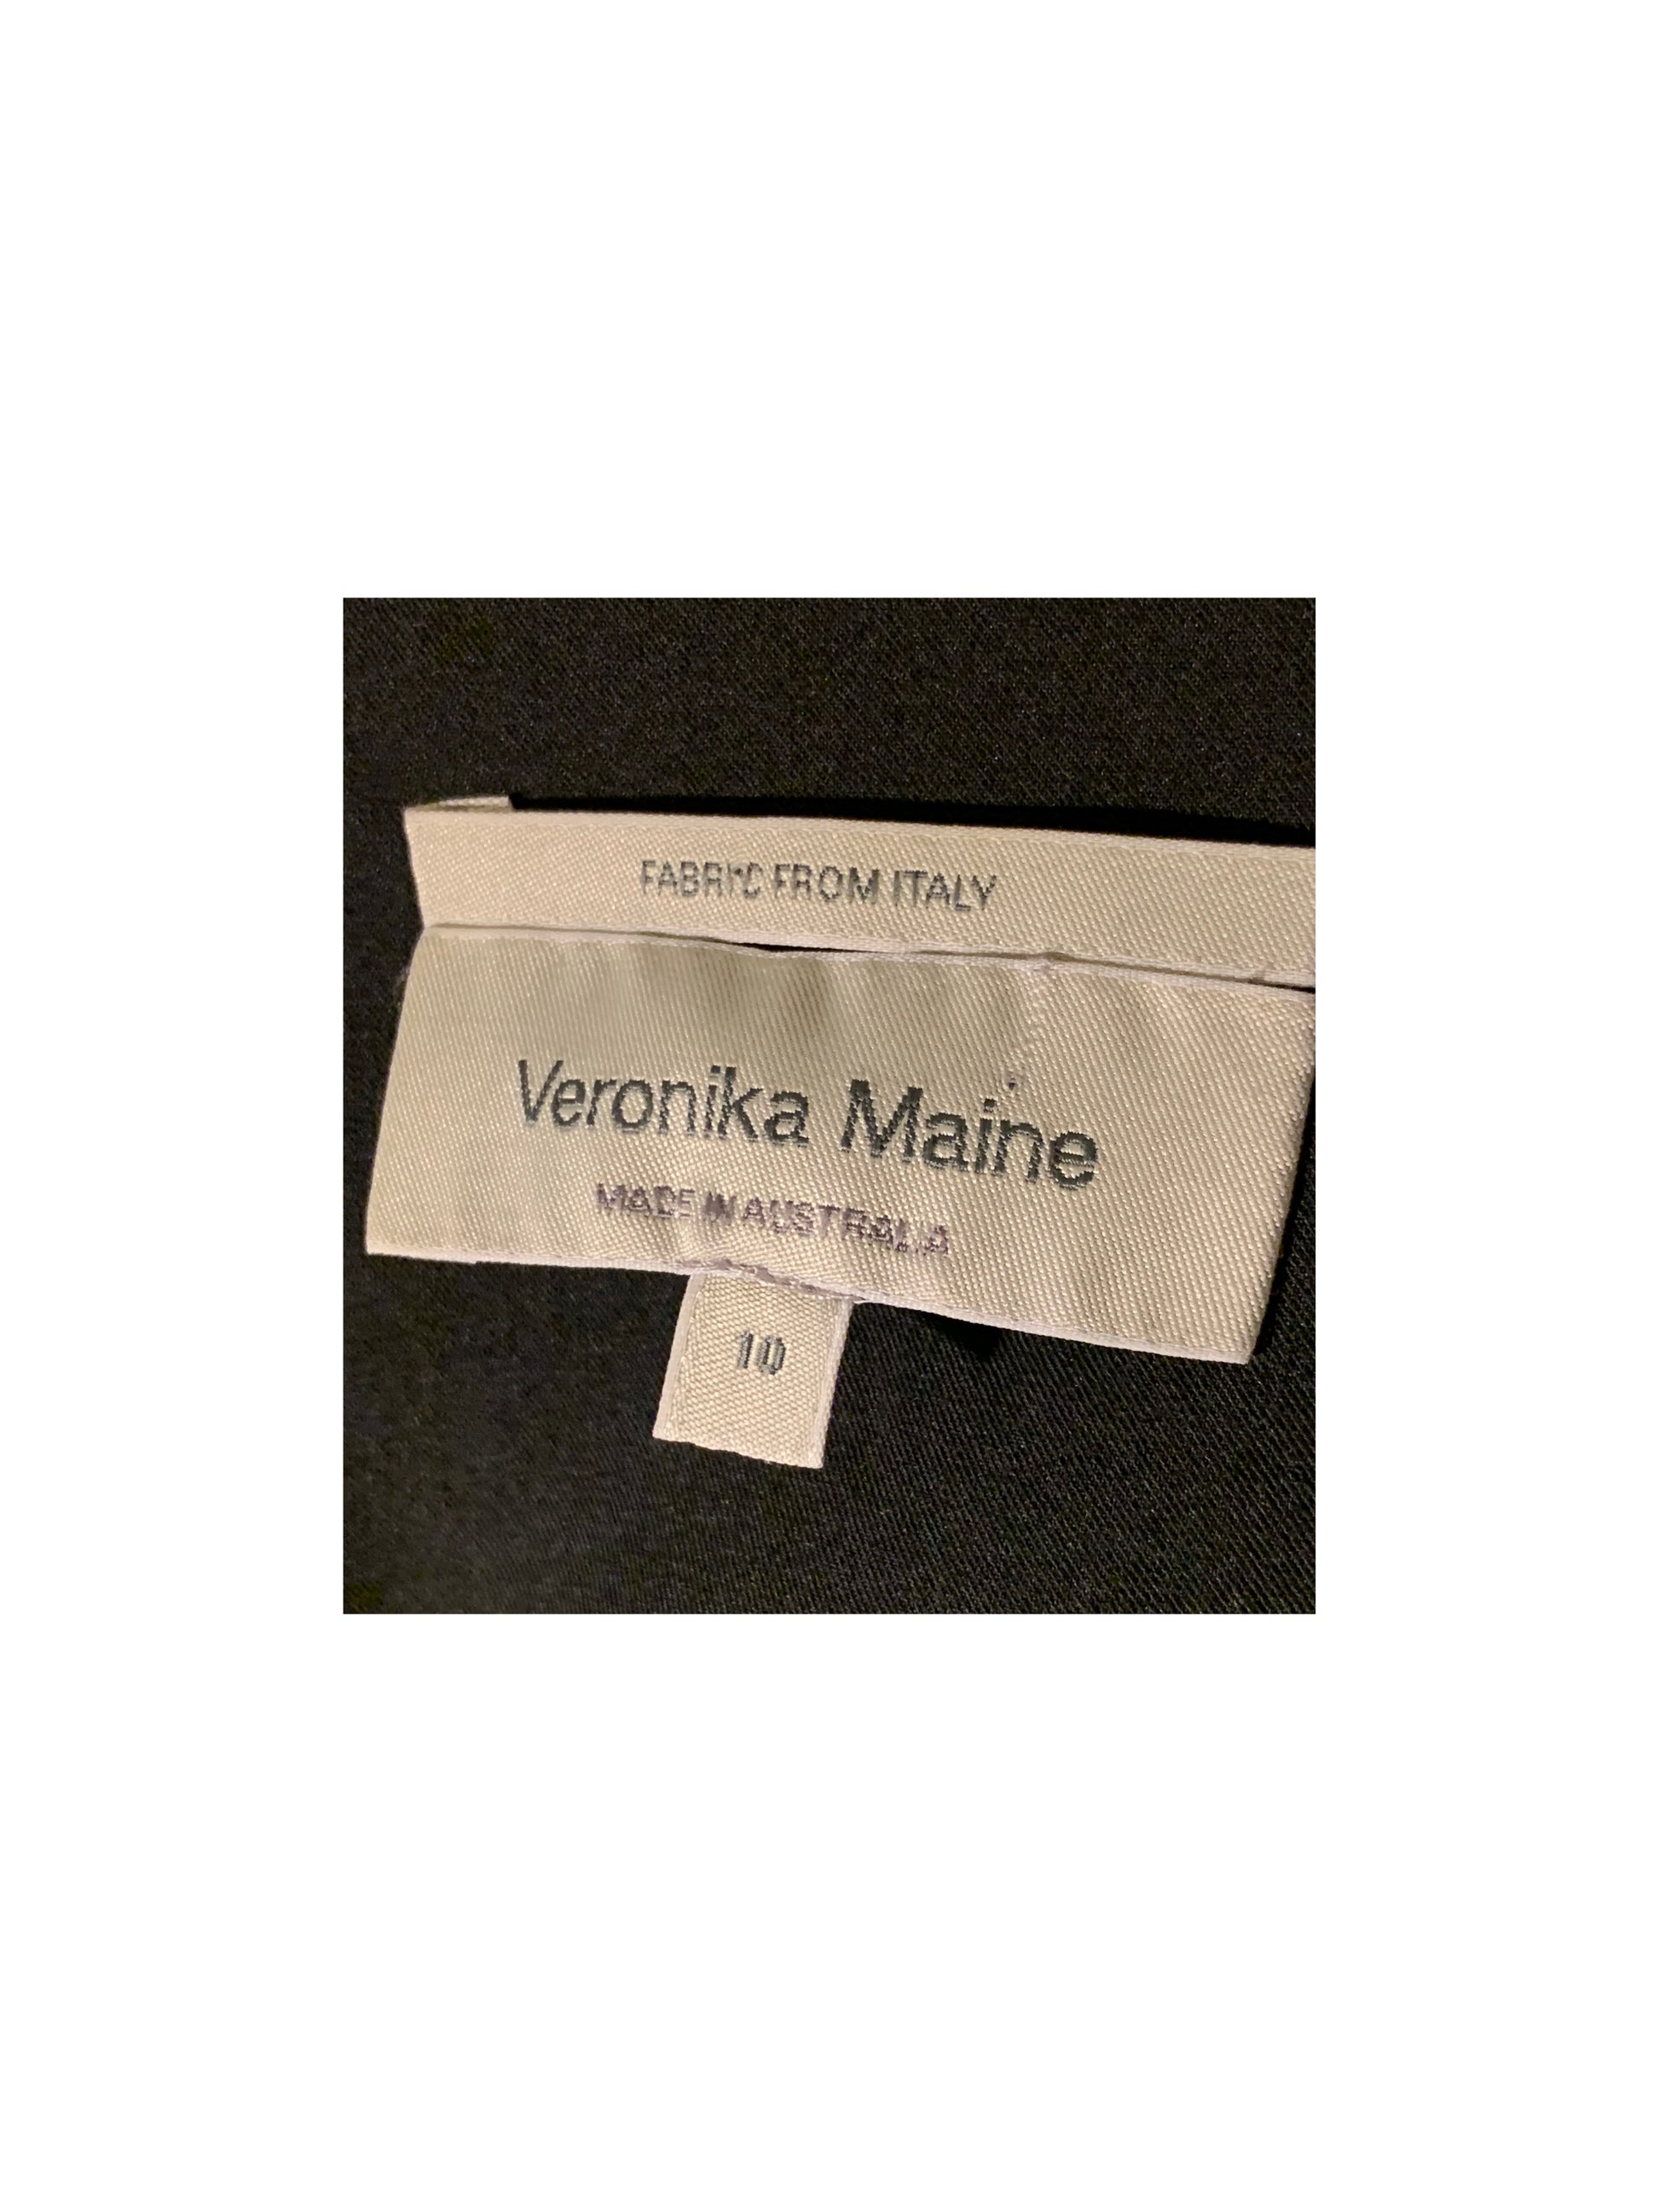 FABRIC FROM ITALY
Veronika Maine
MADE IN AUSTRALIA
10